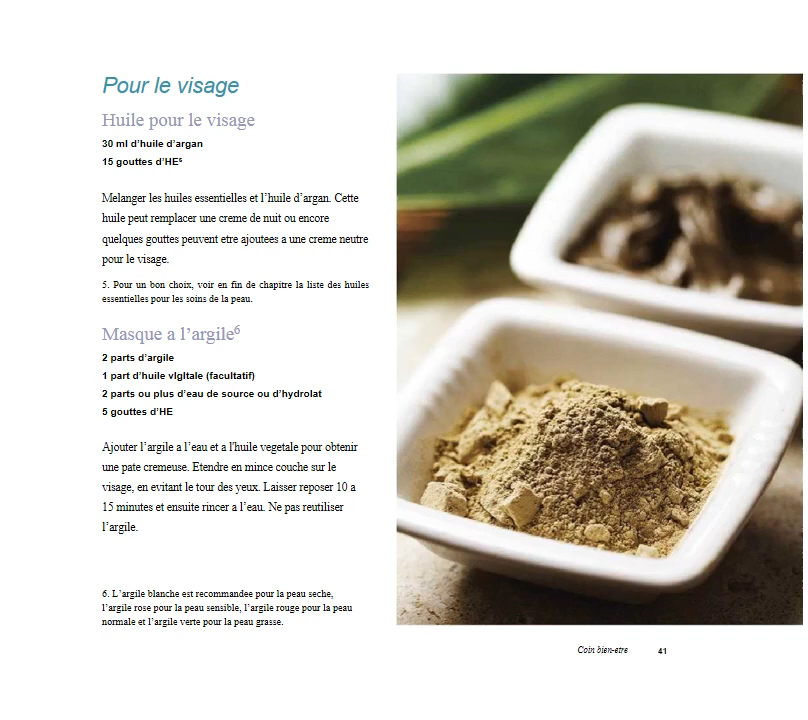 Pour le visage
Huile pour le visage
30 ml d'huile d'argan
15 gouttes d'HE⁵
Melanger les huiles essentielles et l'huile d'argan. Cette
huile peut remplacer une creme de nuit ou encore
quelques gouttes peuvent etre ajoutees a une creme neutre
pour le visage.
5. Pour un bon choix, voir en fin de chapitre la liste des huiles
essentielles pour les soins de la peau.
Masque a l'argile⁶
2 parts d'argile
1 part d'huile vlgltale (facultatif)
2 parts ou plus d'eau de source ou d'hydrolat
5 gouttes d'HE
Ajouter l'argile a l'eau et a l'huile vegetale pour obtenir
une pate cremeuse. Etendre en mince couche sur le
visage, en evitant le tour des yeux. Laisser reposer 10 a
15 minutes et ensuite rincer a l'eau. Ne pas reutiliser
l'argile.
6. L'argile blanche est recommandee pour la peau seche,
l'argile rose pour la peau sensible, l'argile rouge pour la peau
normale et l'argile verte pour la peau grasse.
Coin bien-etre 41